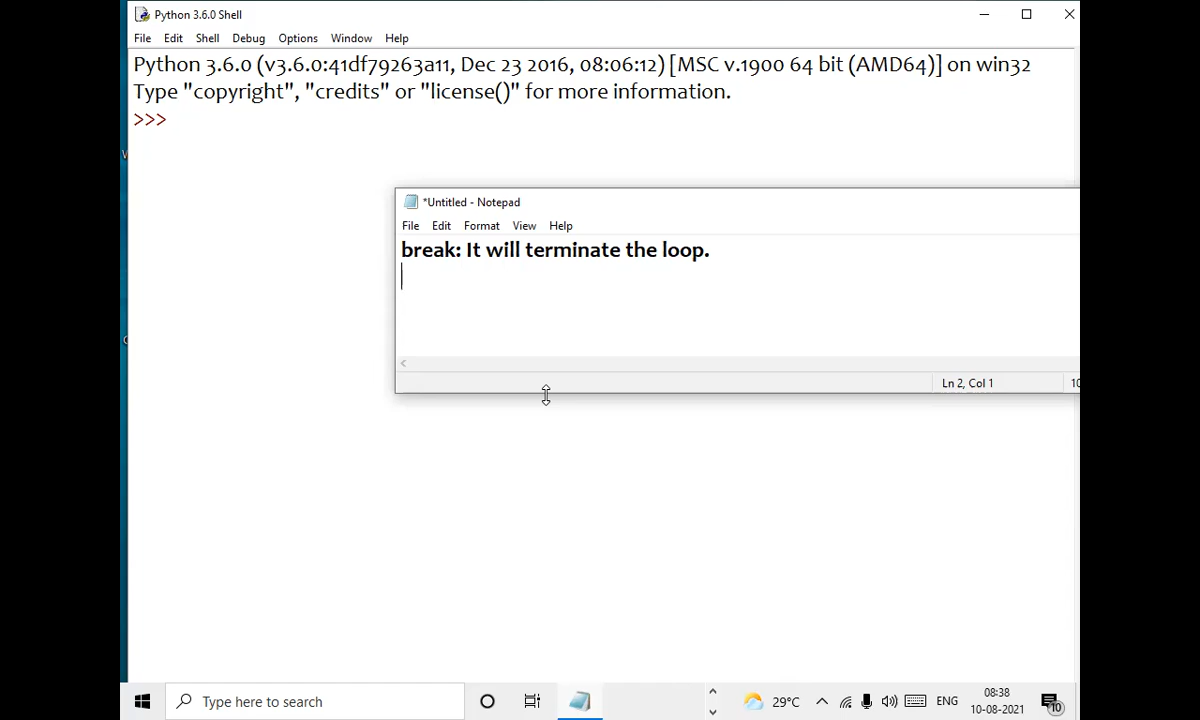 Python 3.6.0 Shell
File Edit Shell Debug Options Window Help
Python 3.6.0 (v3.6.0:41df79263a11, Dec 23 2016, 08:06:12) [MSC v.1900 64 bit (AMD64)] on win32
Type "copyright", "credits" or "license()" for more information.
>>>
*Untitled - Notepad
File Edit Format View Help
break: It will terminate the loop.
Ln 2, Col 1
Type here to search
29°C
ENG
08:38
10-08-2021
10